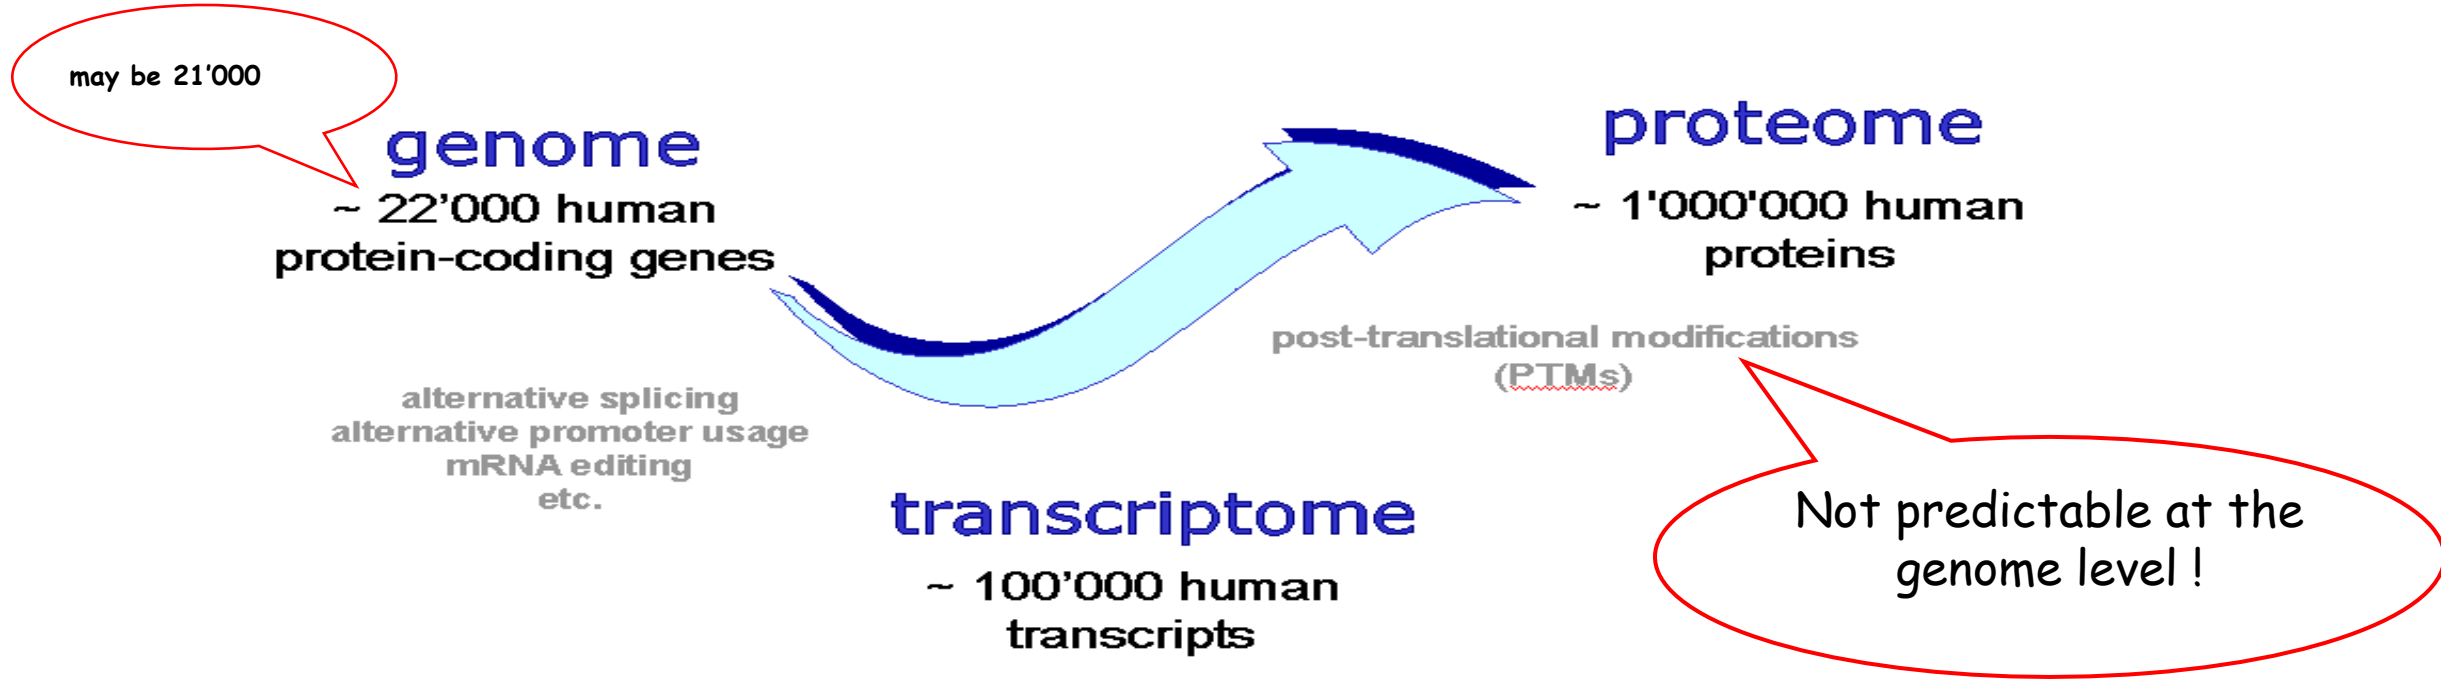 may be 21’000
genome
~ 22’000 human
protein-coding genes
alternative splicing
alternative promoter usage
mRNA editing
etc.
transcriptome
~ 100’000 human
transcripts
proteome
~ 1'000'000 human
proteins
post-translational modifications
(PTMs)
Not predictable at the
genome level !